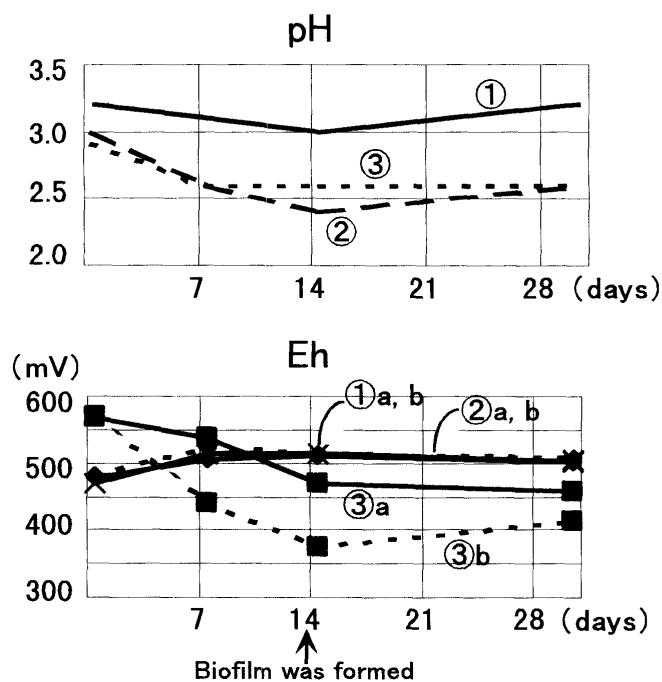 pH
3.5
①
3.0
③
2.5
②
2.0
7 14 21 28 (days)
Eh
(mV)
600
①a, b
②a, b
500
③a
400
③b
300
7 14 21 28 (days)
Biofilm was formed